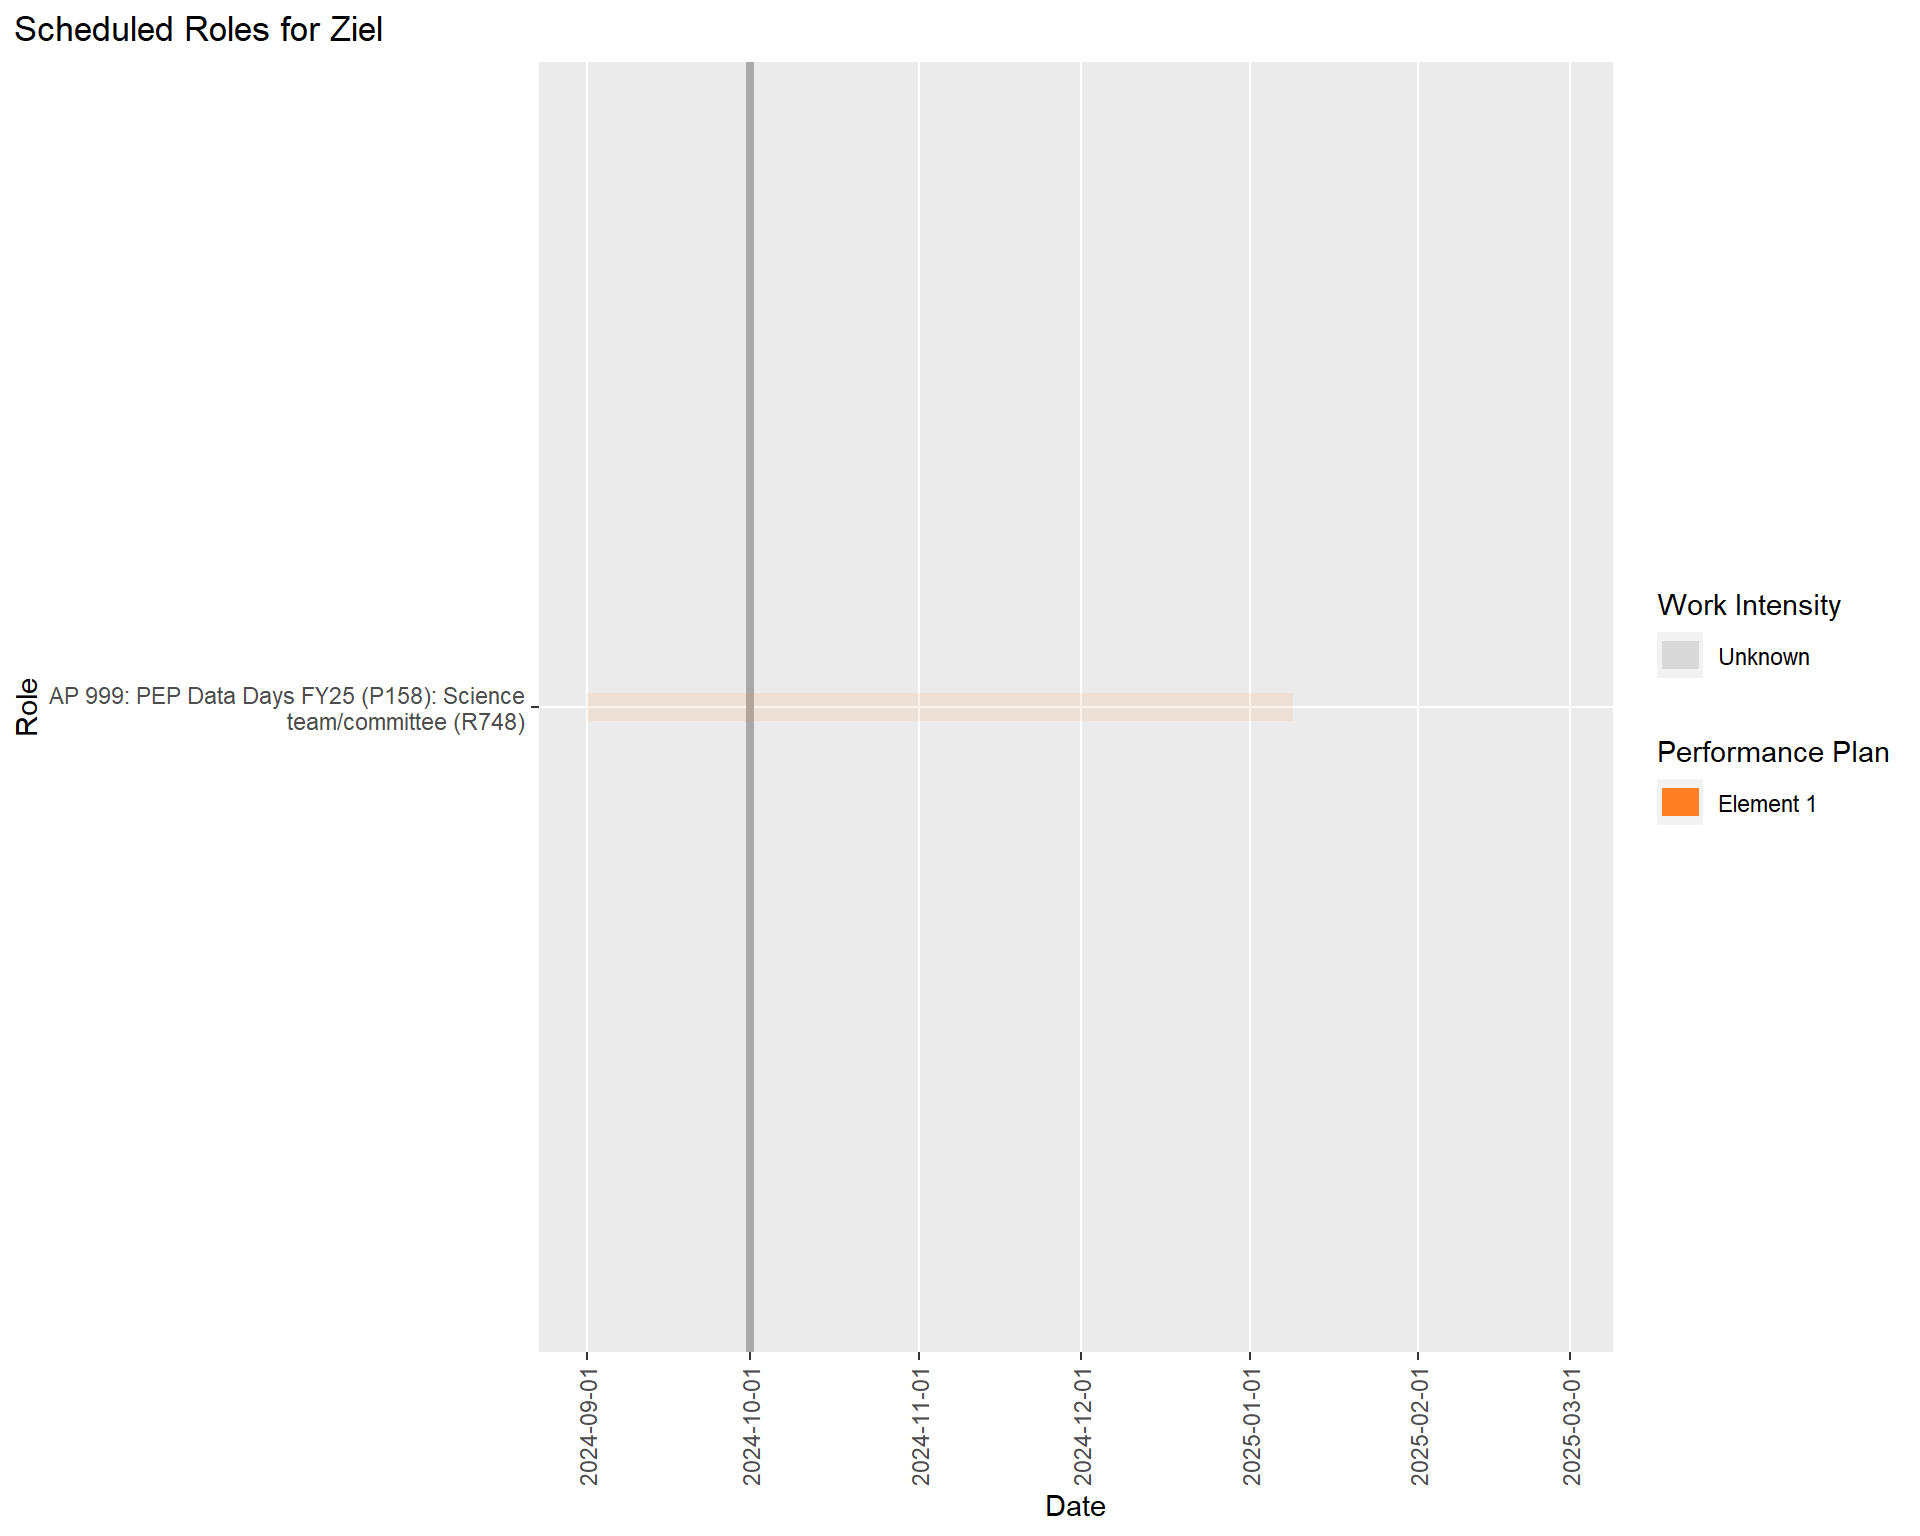 Scheduled Roles for Ziel
Role
AP 999: PEP Data Days FY25 (P158): Science
team/committee (R748)
2024-09-01
2024-10-01
2024-11-01
2024-12-01
2025-01-01
2025-02-01
2025-03-01
Date
Work Intensity
Unknown
Performance Plan
Element 1